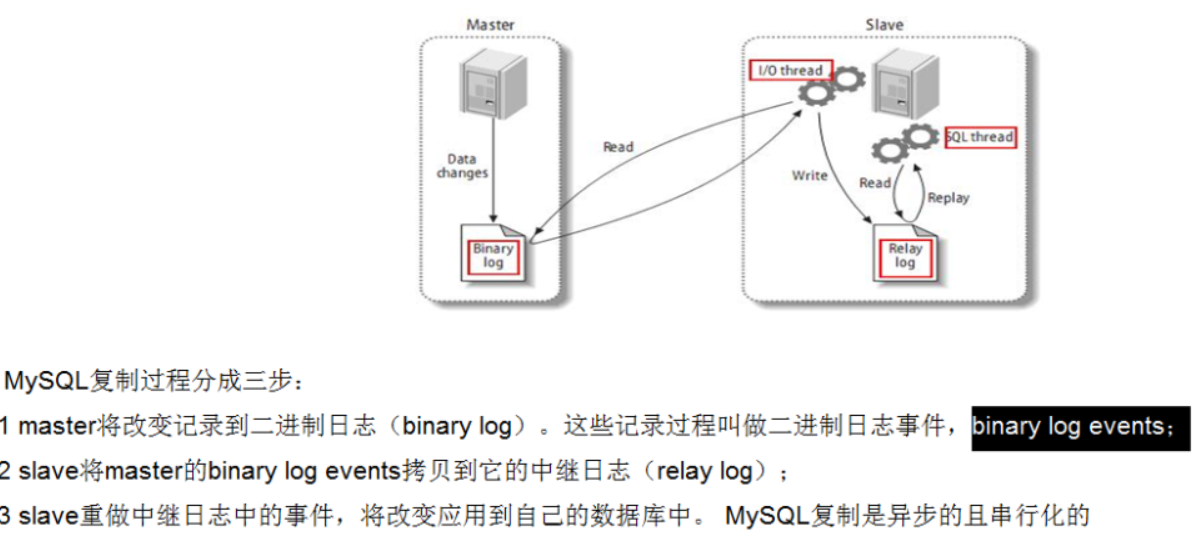 Master
Slave
I/O thread
SQL thread
Read
Data
changes
Write
Read
Replay
Binary
log
Relay
log
MySQL复制过程分成三步：
1 master将改变记录到二进制日志（binary log）。这些记录过程叫做二进制日志事件，binary log events；
2 slave将master的binary log events拷贝到它的中继日志（relay log）；
3 slave重做中继日志中的事件，将改变应用到自己的数据库中。 MySQL复制是异步的且串行化的